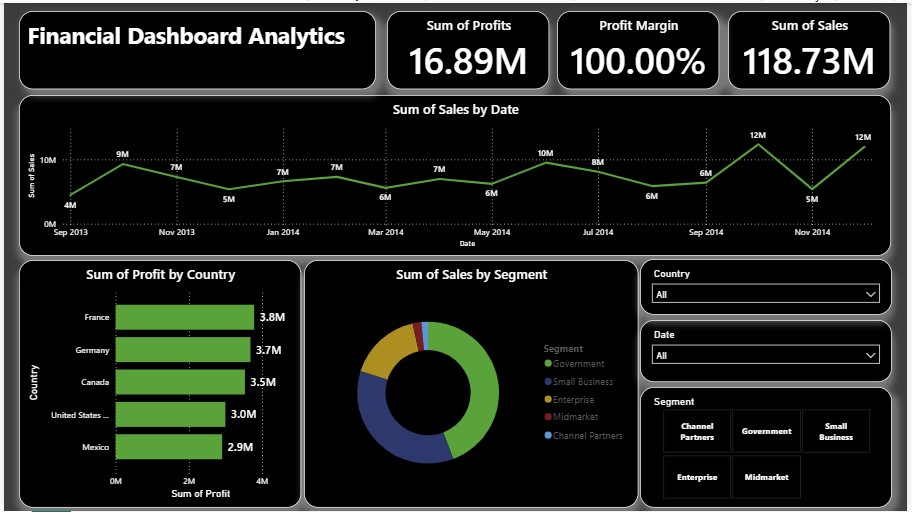 Financial Dashboard Analytics
Sum of Profits
16.89M
Profit Margin
100.00%
Sum of Sales
118.73M
Sum of Sales by Date
Sum of Sales
10M
0M
4M
9M
7M
5M
7M
7M
6M
7M
6M
10M
8M
6M
6M
12M
5M
12M
Sep 2013
Nov 2013
Jan 2014
Mar 2014
May 2014
Jul 2014
Sep 2014
Nov 2014
Date
Sum of Profit by Country
Country
France
3.8M
Germany
3.7M
Canada
3.5M
United States ...
3.0M
Mexico
2.9M
0M
2M
4M
Sum of Profit
Sum of Sales by Segment
Segment
Government
Small Business
Enterprise
Midmarket
Channel Partners
Country
All
Date
All
Segment
Channel
Partners
Government
Small
Business
Enterprise
Midmarket